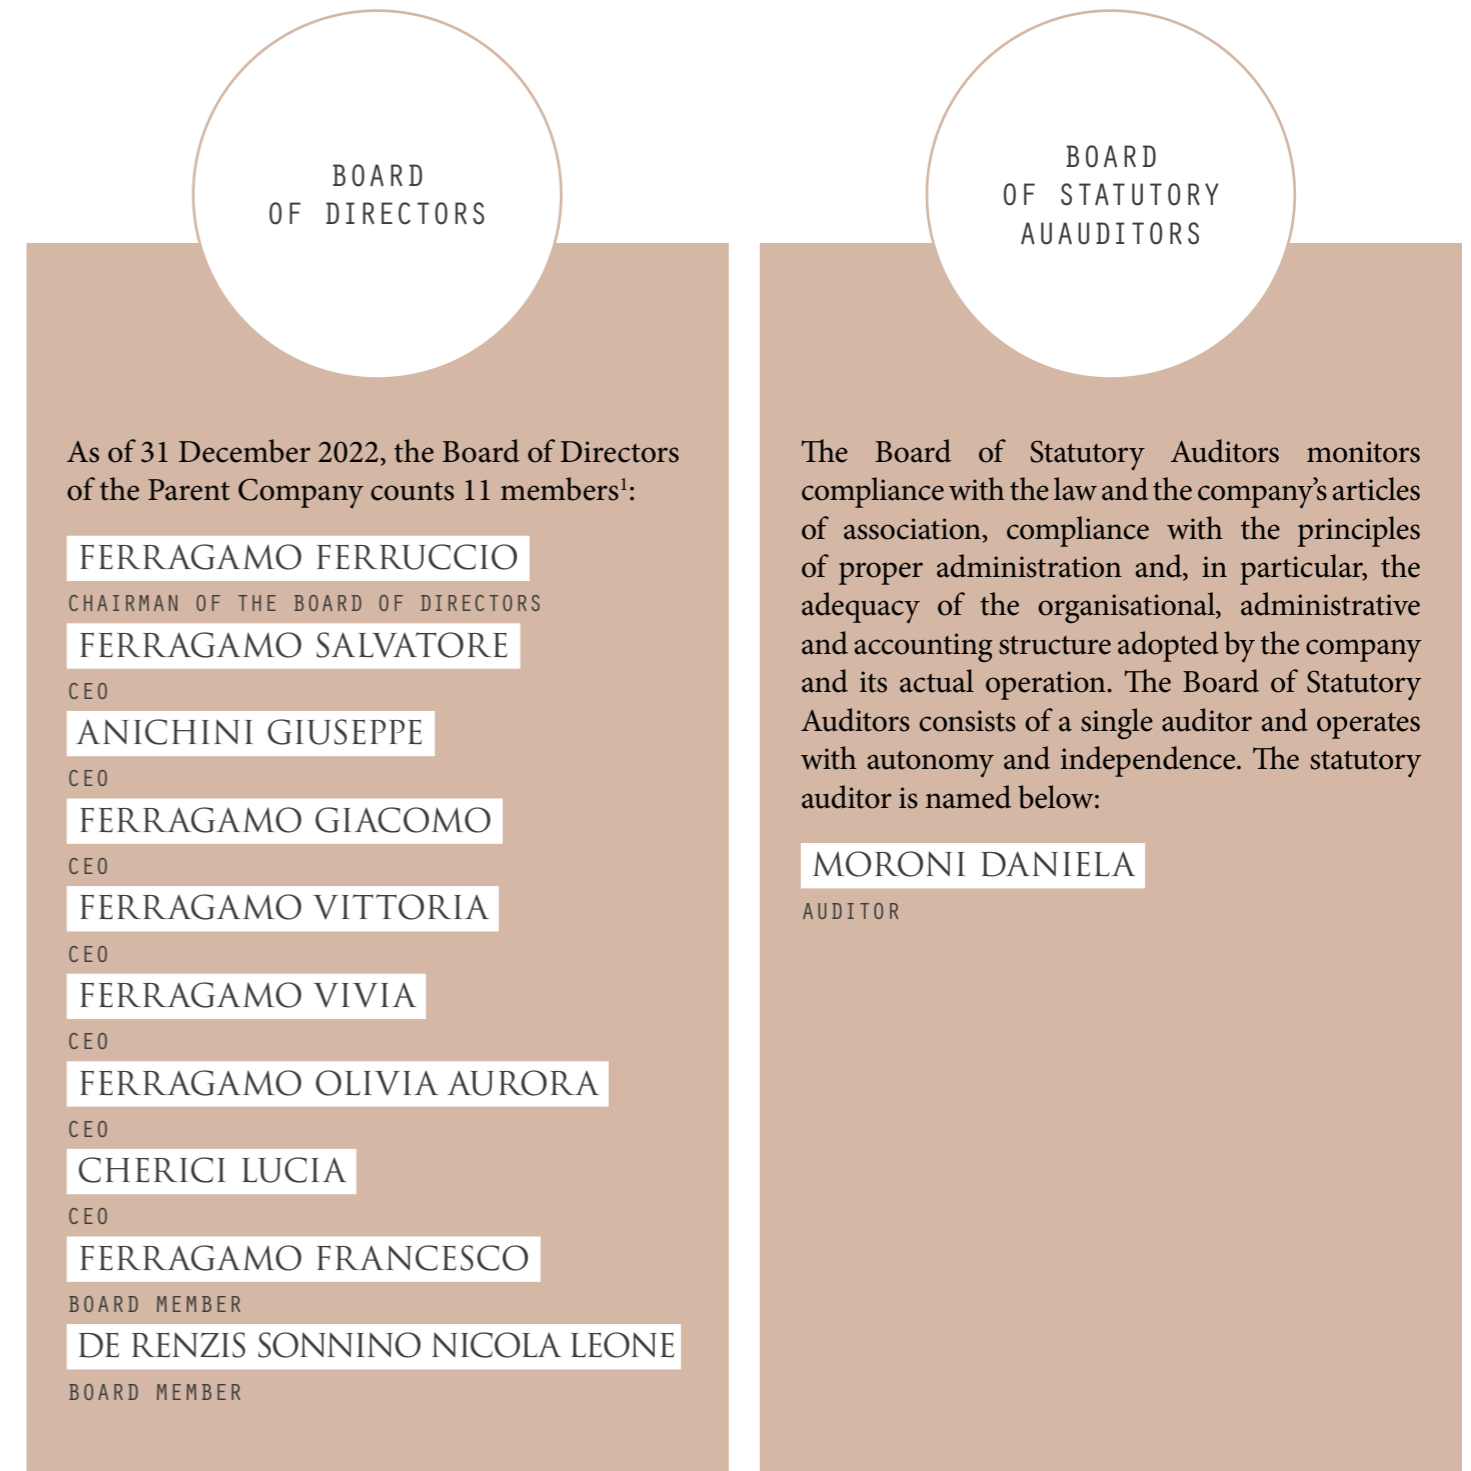 BOARD
OF DIRECTORS
As of 31 December 2022, the Board of Directors
of the Parent Company counts 11 members¹:
FERRAGAMO FERRUCCIO
CHAIRMAN OF THE BOARD OF DIRECTORS
FERRAGAMO SALVATORE
CEO
ANICHINI GIUSEPPE
CEO
FERRAGAMO GIACOMO
CEO
FERRAGAMO VITTORIA
CEO
FERRAGAMO VIVIA
CEO
FERRAGAMO OLIVIA AURORA
CEO
CHERICI LUCIA
CEO
FERRAGAMO FRANCESCO
BOARD MEMBER
DE RENZIS SONNINO NICOLA LEONE
BOARD MEMBER
BOARD
OF STATUTORY
AUAUDITORS
The Board of Statutory Auditors monitors
compliance with the law and the company’s articles
of association, compliance with the principles
of proper administration and, in particular, the
adequacy of the organisational, administrative
and accounting structure adopted by the company
and its actual operation. The Board of Statutory
Auditors consists of a single auditor and operates
with autonomy and independence. The statutory
auditor is named below:
MORONI DANIELA
AUDITOR